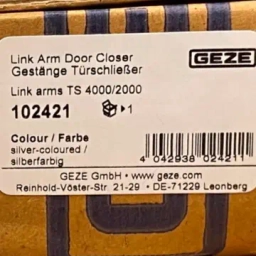 Link Arm Door Closer
Gestänge Türschließer
GEZE
Link arms TS 4000/2000
102421
1
Colour / Farbe
silver-coloured /
silberfarbig
4 042938 024211
GEZE GmbH • www.geze.com
Reinhold-Vöster-Str. 21-29 • DE-71229 Leonberg